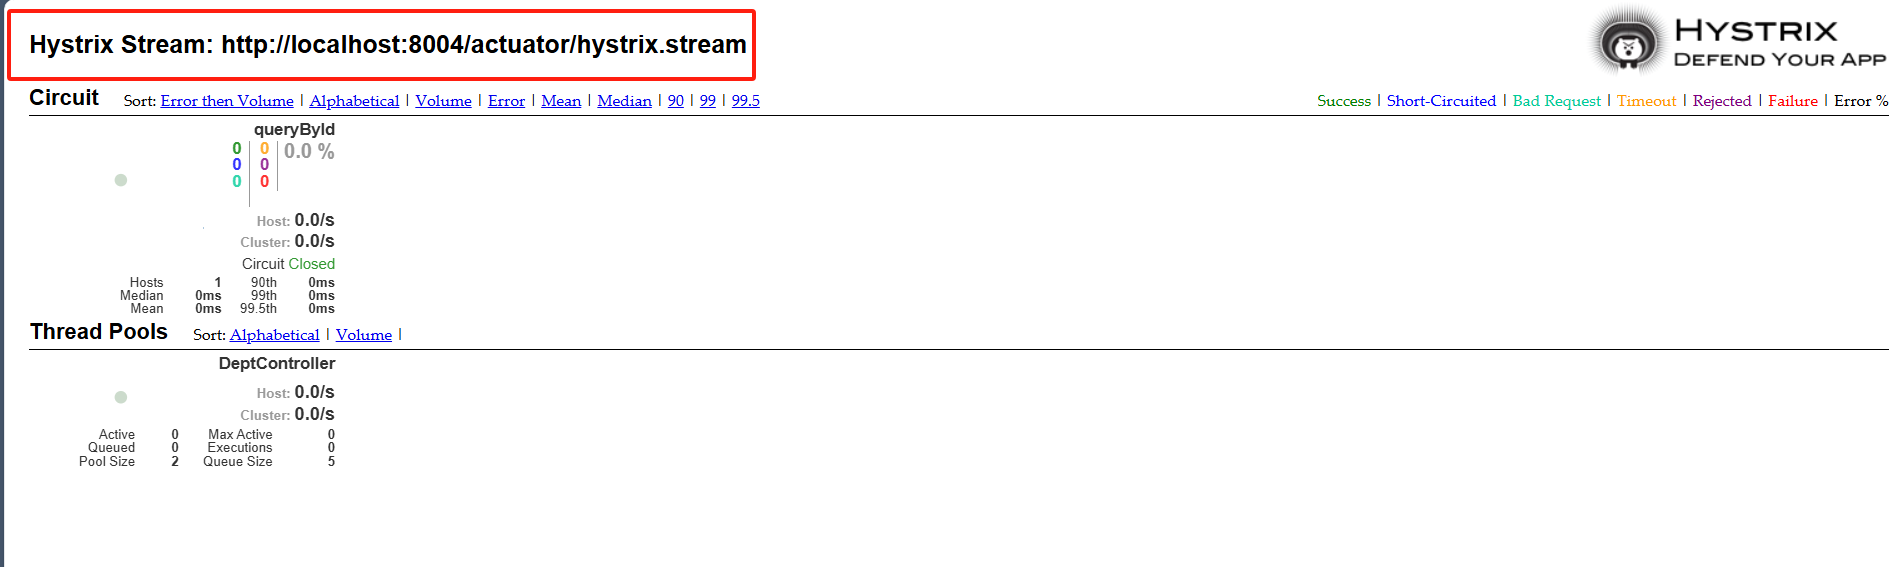 Hystrix Stream: http://localhost:8004/actuator/hystrix.stream
HYSTRIX
DEFEND YOUR APP
Circuit Sort: Error then Volume | Alphabetical | Volume | Error | Mean | Median | 90 | 99 | 99.5
Success | Short-Circuited | Bad Request | Timeout | Rejected | Failure | Error %
queryById
0 0 0.0 %
0 0
0 0
Host: 0.0/s
Cluster: 0.0/s
Circuit Closed
Hosts 1 90th 0ms
Median 0ms 99th 0ms
Mean 0ms 99.5th 0ms
Thread Pools Sort: Alphabetical | Volume |
DeptController
Host: 0.0/s
Cluster: 0.0/s
Active 0 Max Active 0
Queued 0 Executions 0
Pool Size 2 Queue Size 5